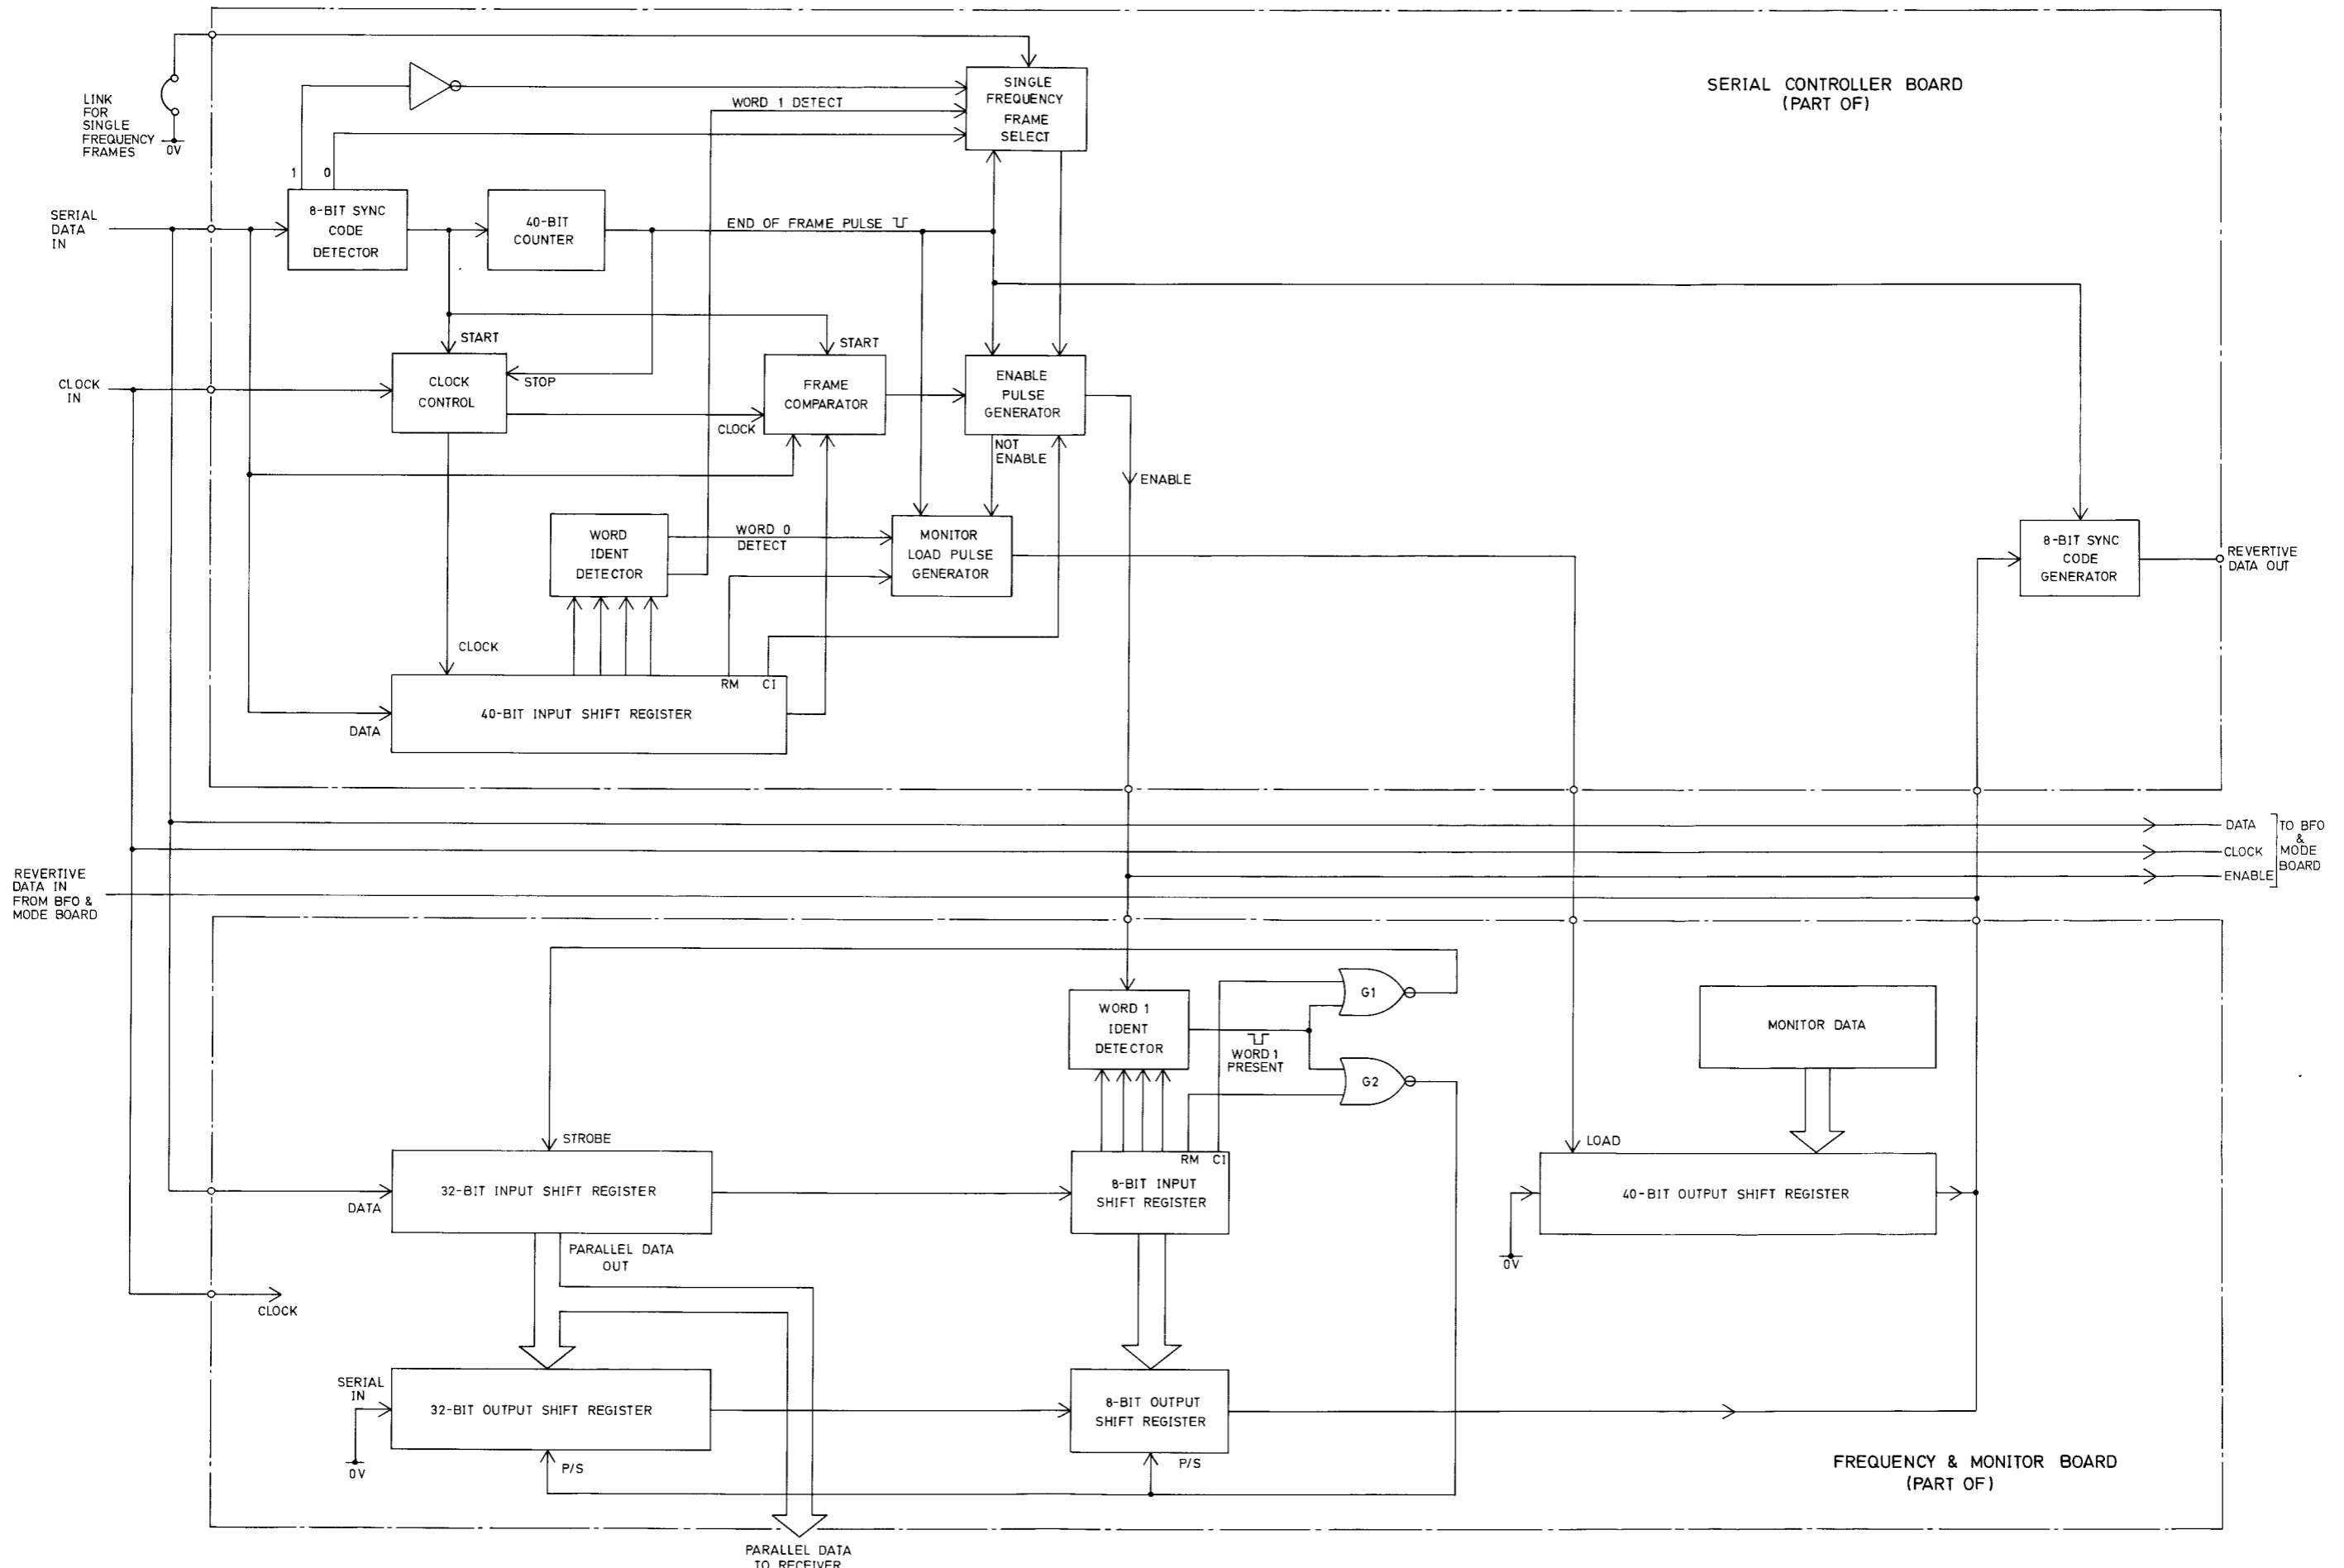 SERIAL CONTROLLER BOARD
(PART OF)
LINK
FOR
SINGLE
FREQUENCY
FRAMES
0V
SINGLE
FREQUENCY
FRAME
SELECT
WORD 1 DETECT
1
0
SERIAL
DATA
IN
8-BIT SYNC
CODE
DETECTOR
40-BIT
COUNTER
END OF FRAME PULSE
START
START
STOP
CLOCK
IN
CLOCK
CONTROL
CLOCK
FRAME
COMPARATOR
ENABLE
PULSE
GENERATOR
NOT
ENABLE
ENABLE
WORD
IDENT
DETECTOR
WORD 0
DETECT
MONITOR
LOAD PULSE
GENERATOR
8-BIT SYNC
CODE
GENERATOR
REVERTIVE
DATA OUT
CLOCK
RM
CI
DATA
40-BIT INPUT SHIFT REGISTER
DATA
CLOCK
ENABLE
TO BFO
&
MODE
BOARD
REVERTIVE
DATA IN
FROM BFO &
MODE BOARD
WORD 1
IDENT
DETECTOR
WORD 1
PRESENT
G1
G2
MONITOR DATA
STROBE
DATA
32-BIT INPUT SHIFT REGISTER
RM
CI
8-BIT INPUT
SHIFT REGISTER
LOAD
40-BIT OUTPUT SHIFT REGISTER
0V
PARALLEL DATA
OUT
CLOCK
SERIAL
IN
0V
32-BIT OUTPUT SHIFT REGISTER
P/S
8-BIT OUTPUT
SHIFT REGISTER
P/S
FREQUENCY & MONITOR BOARD
(PART OF)
PARALLEL DATA
TO RECEIVER